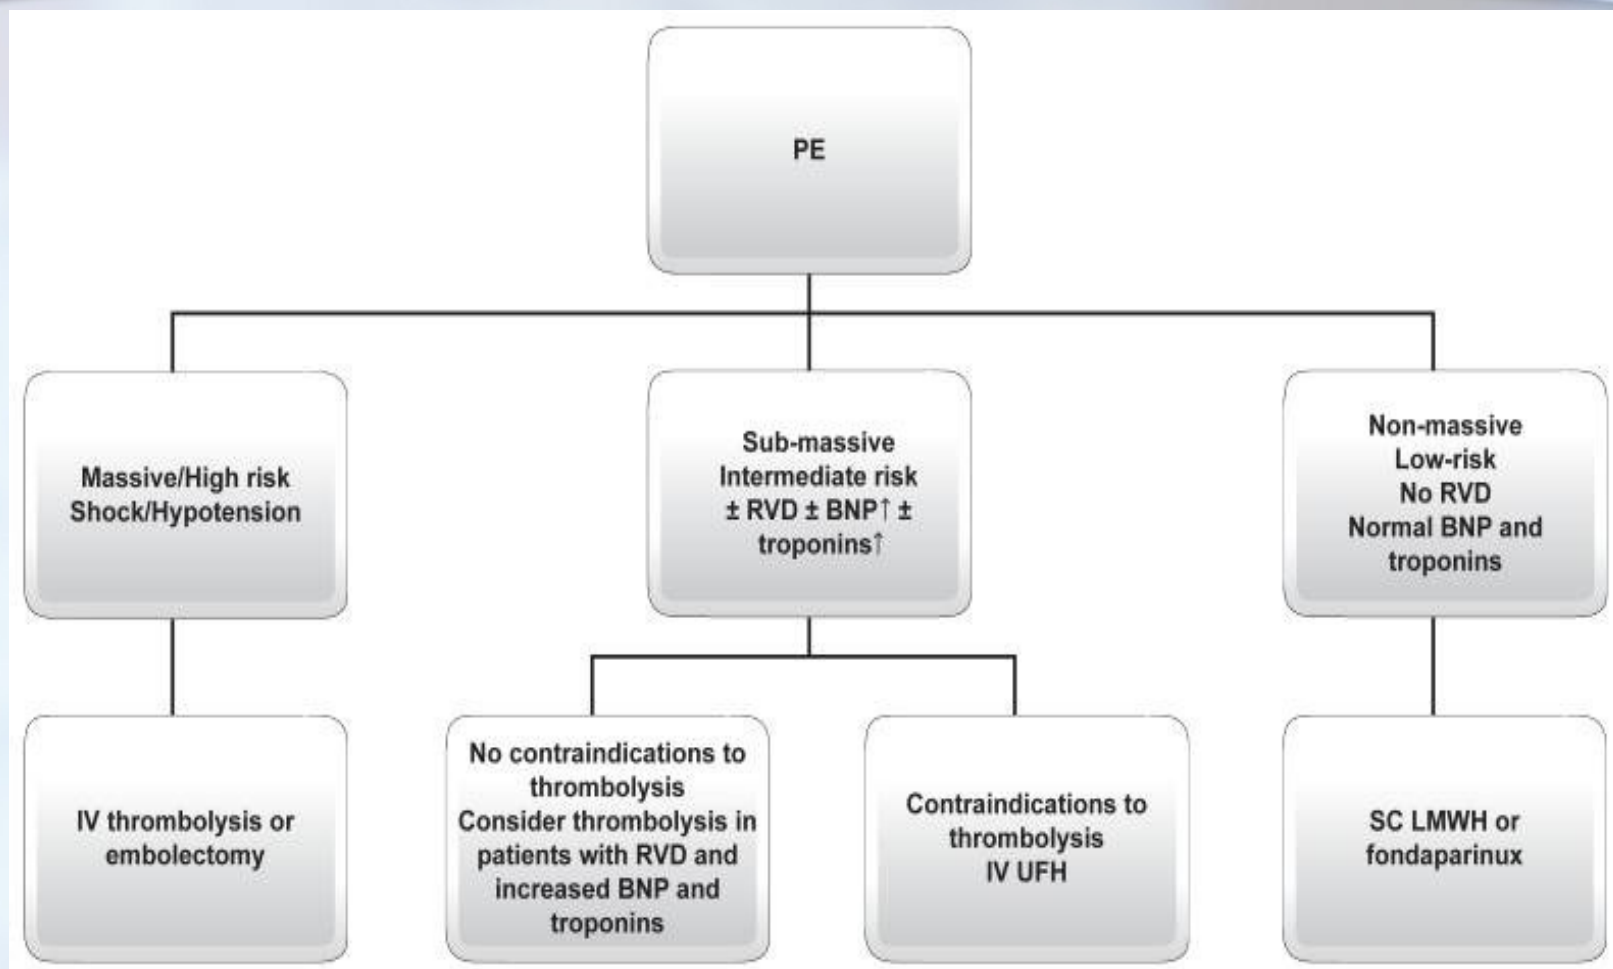 PE
Massive/High risk
Shock/Hypotension
Sub-massive
Intermediate risk
± RVD ± BNP↑ ±
troponins↑
Non-massive
Low-risk
No RVD
Normal BNP and
troponins
IV thrombolysis or
embolectomy
No contraindications to
thrombolysis
Consider thrombolysis in
patients with RVD and
increased BNP and
troponins
Contraindications to
thrombolysis
IV UFH
SC LMWH or
fondaparinux